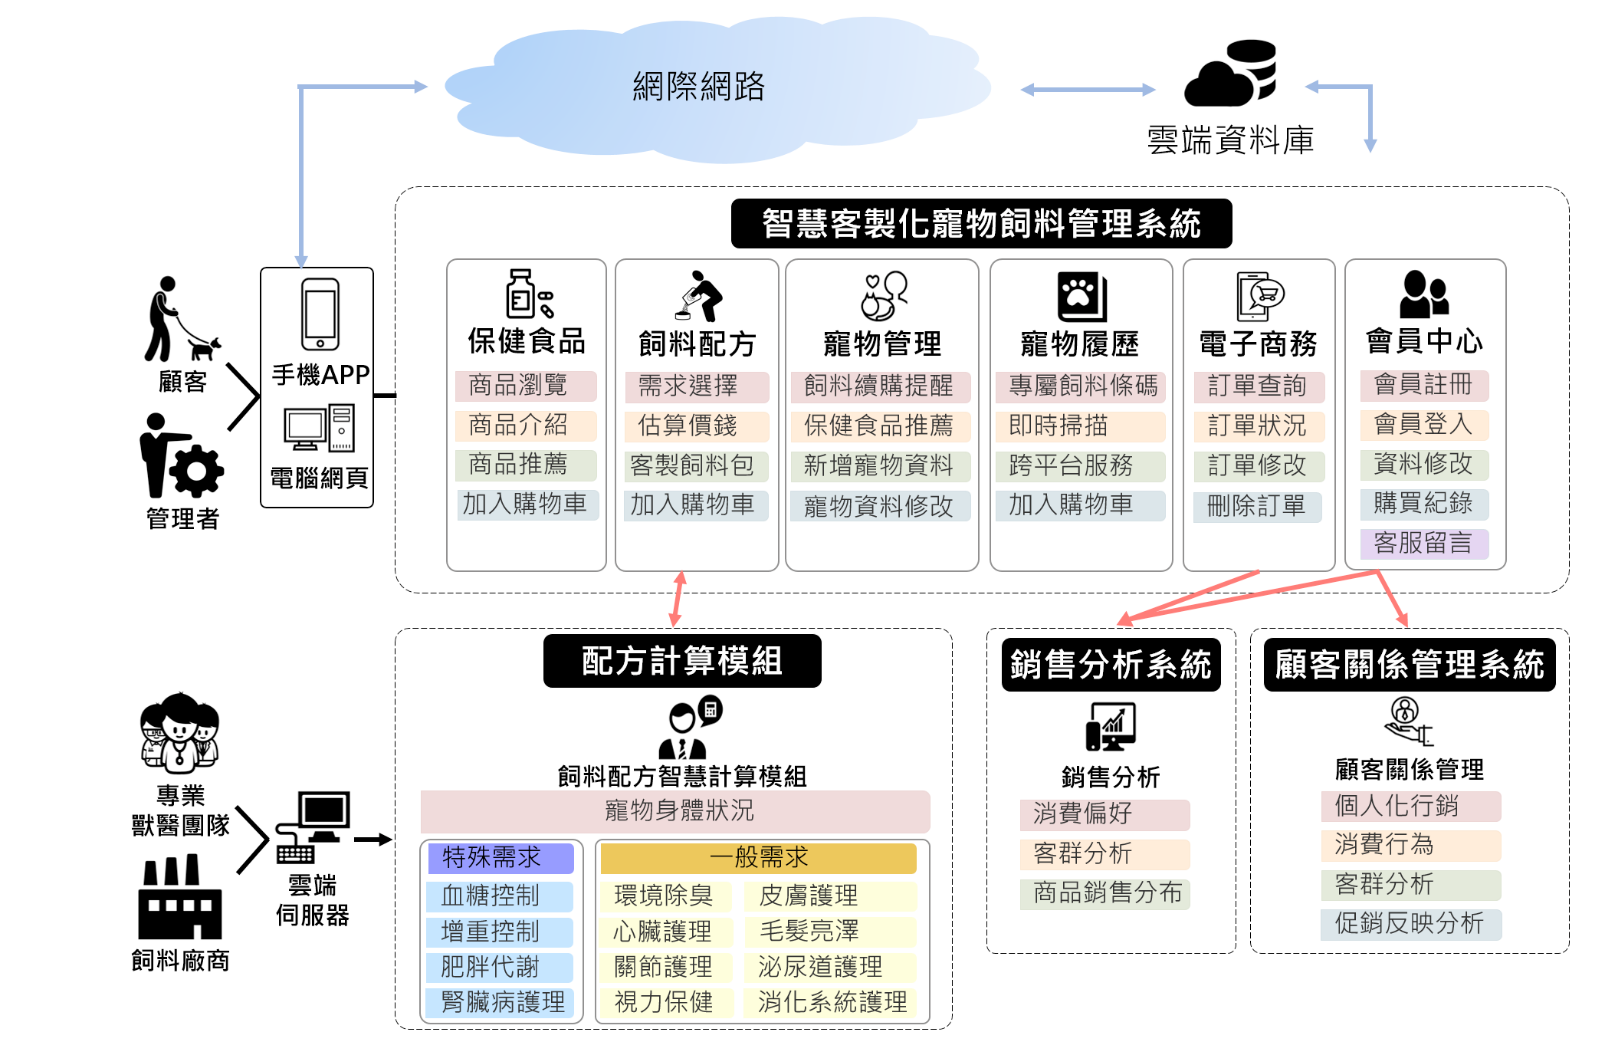 網際網路
雲端資料庫
智慧客製化寵物飼料管理系統
顧客
管理者
手機APP
電腦網頁
保健食品
商品瀏覽
商品介紹
商品推薦
加入購物車
飼料配方
需求選擇
估算價錢
客製飼料包
加入購物車
寵物管理
飼料續購提醒
保健食品推薦
新增寵物資料
寵物資料修改
寵物履歷
專屬飼料條碼
即時掃描
跨平台服務
加入購物車
電子商務
訂單查詢
訂單狀況
訂單修改
刪除訂單
會員中心
會員註冊
會員登入
資料修改
購買紀錄
客服留言
專業
獸醫團隊
飼料廠商
雲端
伺服器
配方計算模組
飼料配方智慧計算模組
寵物身體狀況
特殊需求
血糖控制
增重控制
肥胖代謝
腎臟病護理
一般需求
環境除臭
皮膚護理
心臟護理
毛髮亮澤
關節護理
泌尿道護理
視力保健
消化系統護理
銷售分析系統
銷售分析
消費偏好
客群分析
商品銷售分布
顧客關係管理系統
顧客關係管理
個人化行銷
消費行為
客群分析
促銷反映分析